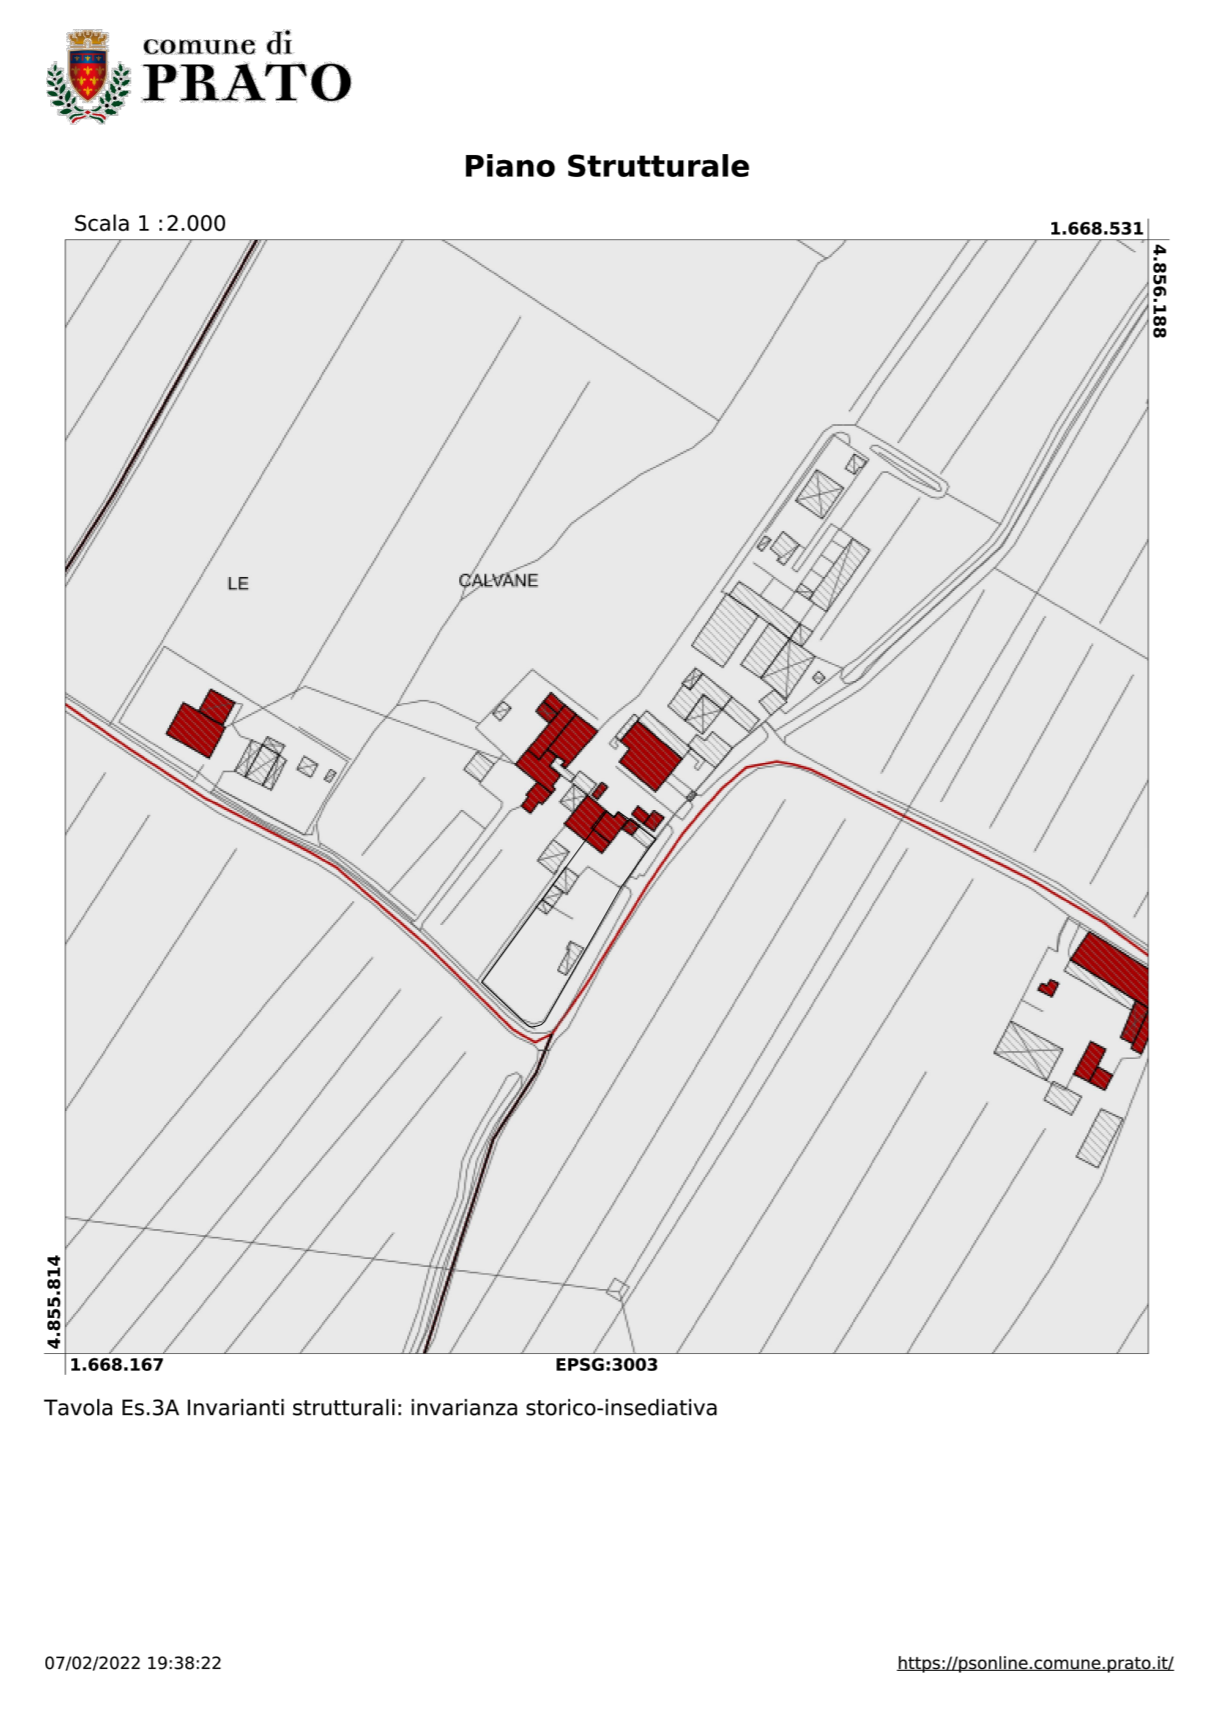 comune di
PRATO
Piano Strutturale
Scala 1 :2.000
1.668.531
4.856.188
LE
CALVANE
4.855.814
1.668.167
EPSG:3003
Tavola Es.3A Invarianti strutturali: invarianza storico-insediativa
07/02/2022 19:38:22
https://psonline.comune.prato.it/